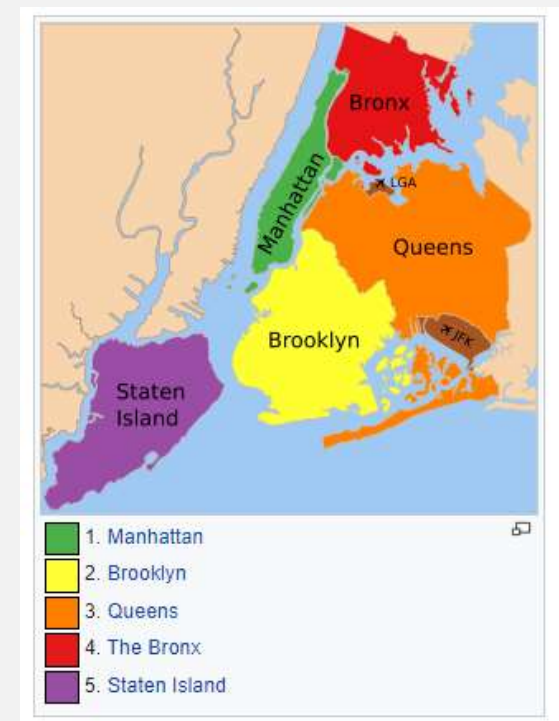 Bronx
Manhattan
LGA
Queens
JFK
Brooklyn
Staten
Island
1. Manhattan
2. Brooklyn
3. Queens
4. The Bronx
5. Staten Island